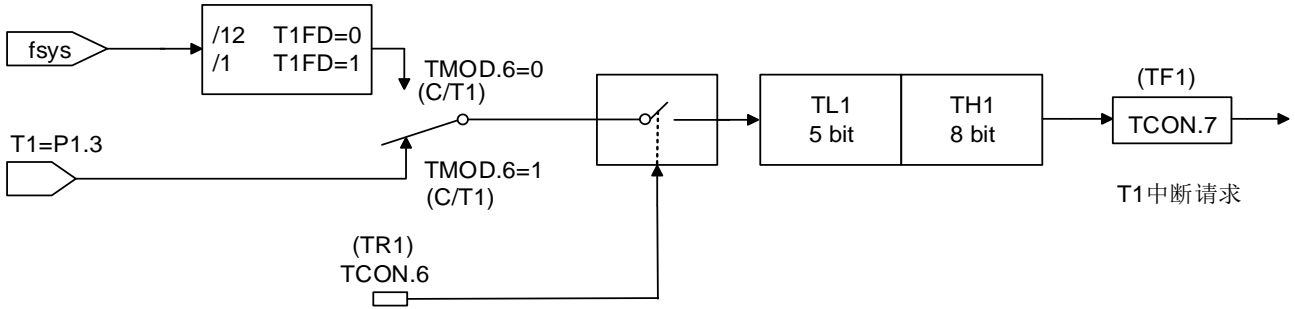 fsys
/12 T1FD=0
/1 T1FD=1
TMOD.6=0
(C/T1)
T1=P1.3
TMOD.6=1
(C/T1)
(TR1)
TCON.6
TL1
5 bit
TH1
8 bit
(TF1)
TCON.7
T1中断请求